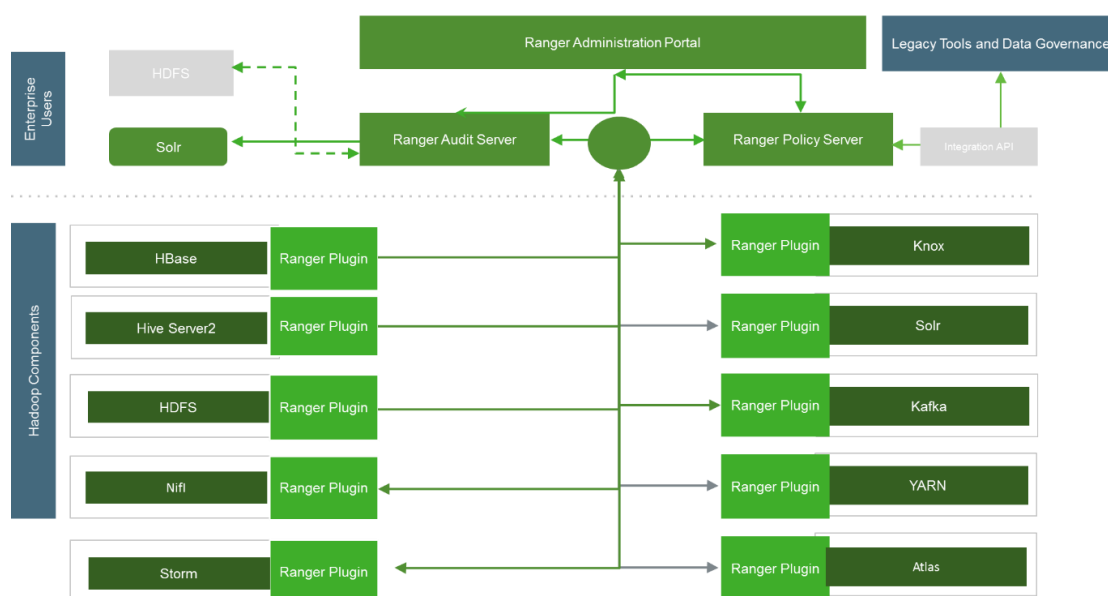 Ranger Administration Portal
Legacy Tools and Data Governance
Enterprise
Users
HDFS
Solr
Ranger Audit Server
Ranger Policy Server
Integration API
Hadoop Components
HBase
Ranger Plugin
Ranger Plugin
Knox
Hive Server2
Ranger Plugin
Ranger Plugin
Solr
HDFS
Ranger Plugin
Ranger Plugin
Kafka
NifI
Ranger Plugin
Ranger Plugin
YARN
Storm
Ranger Plugin
Ranger Plugin
Atlas